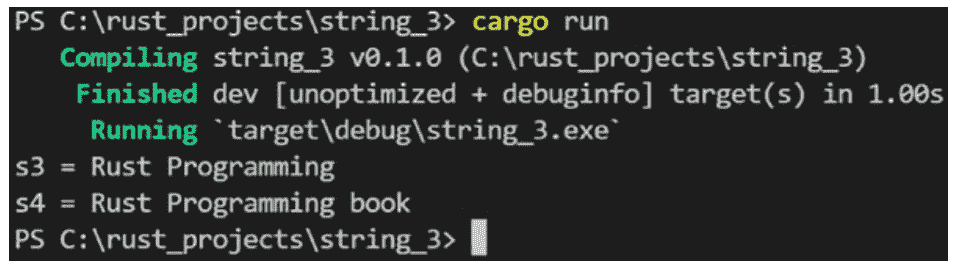 PS C:\rust_projects\string_3> cargo run
Compiling string_3 v0.1.0 (C:\rust_projects\string_3)
Finished dev [unoptimized + debuginfo] target(s) in 1.00s
Running `target\debug\string_3.exe`
s3 = Rust Programming
s4 = Rust Programming book
PS C:\rust_projects\string_3>